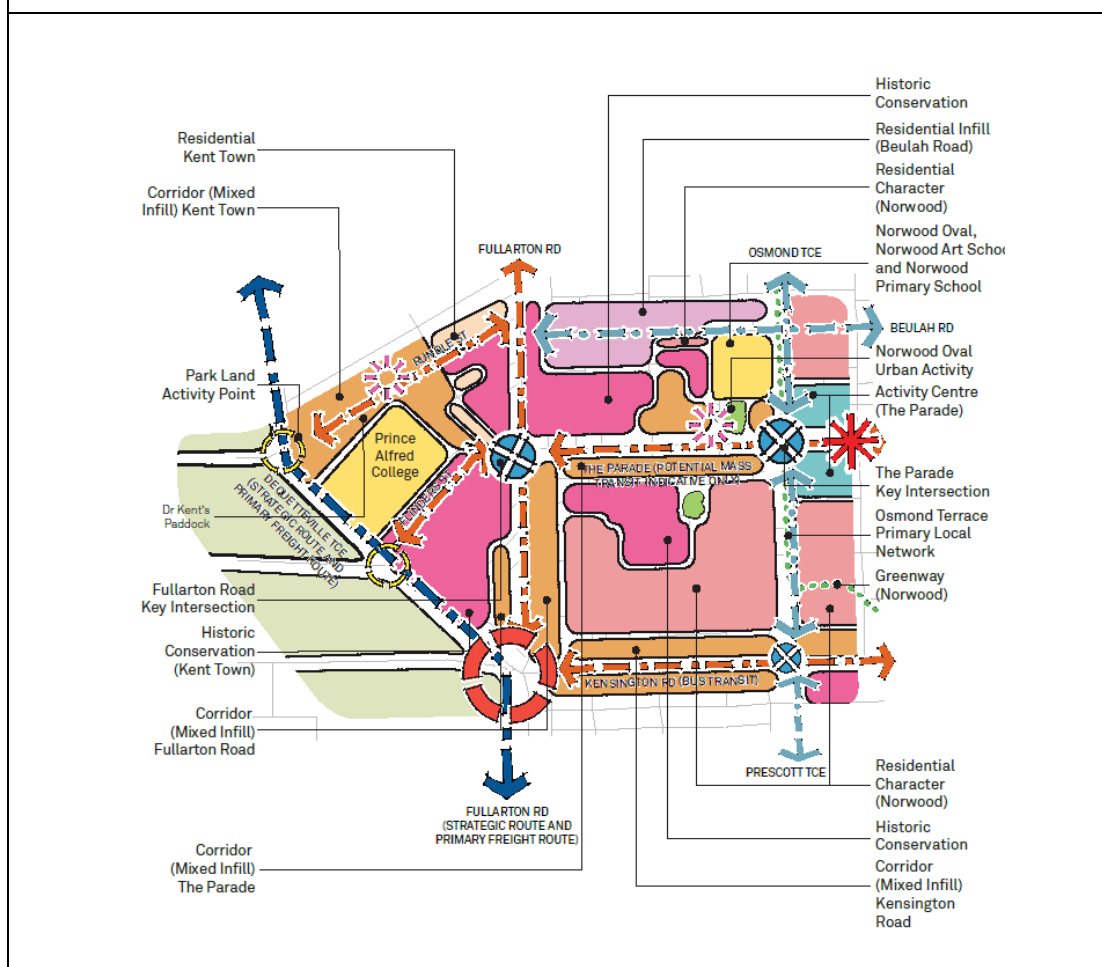 Historic
Conservation
Residential Infill
(Beulah Road)
Residential
Character
(Norwood)
Norwood Oval,
Norwood Art Schoo
and Norwood
Primary School
Residential
Kent Town
Corridor (Mixed
Infill) Kent Town
FULLARTON RD
OSMOND TCE
BEULAH RD
RUNDLE ST
Norwood Oval
Urban Activity
Activity Centre
(The Parade)
Park Land
Activity Point
Prince
Alfred
College
THE PARADE (POTENTIAL MASS
TRANSIT INDICATIVE ONLY)
The Parade
Key Intersection
Dr Kent's
Paddock
FLINDERS ST
DEQUETTEVILLE TCE
(STRATEGIC ROUTE AND
PRIMARY FREIGHT ROUTE)
Osmond Terrace
Primary Local
Network
Greenway
(Norwood)
Fullarton Road
Key Intersection
Historic
Conservation
(Kent Town)
KENSINGTON RD (BUS TRANSIT)
Corridor
(Mixed Infill)
Fullarton Road
PRESCOTT TCE
Residential
Character
(Norwood)
FULLARTON RD
(STRATEGIC ROUTE AND
PRIMARY FREIGHT ROUTE)
Historic
Conservation
Corridor
(Mixed Infill)
The Parade
Corridor
(Mixed Infill)
Kensington
Road